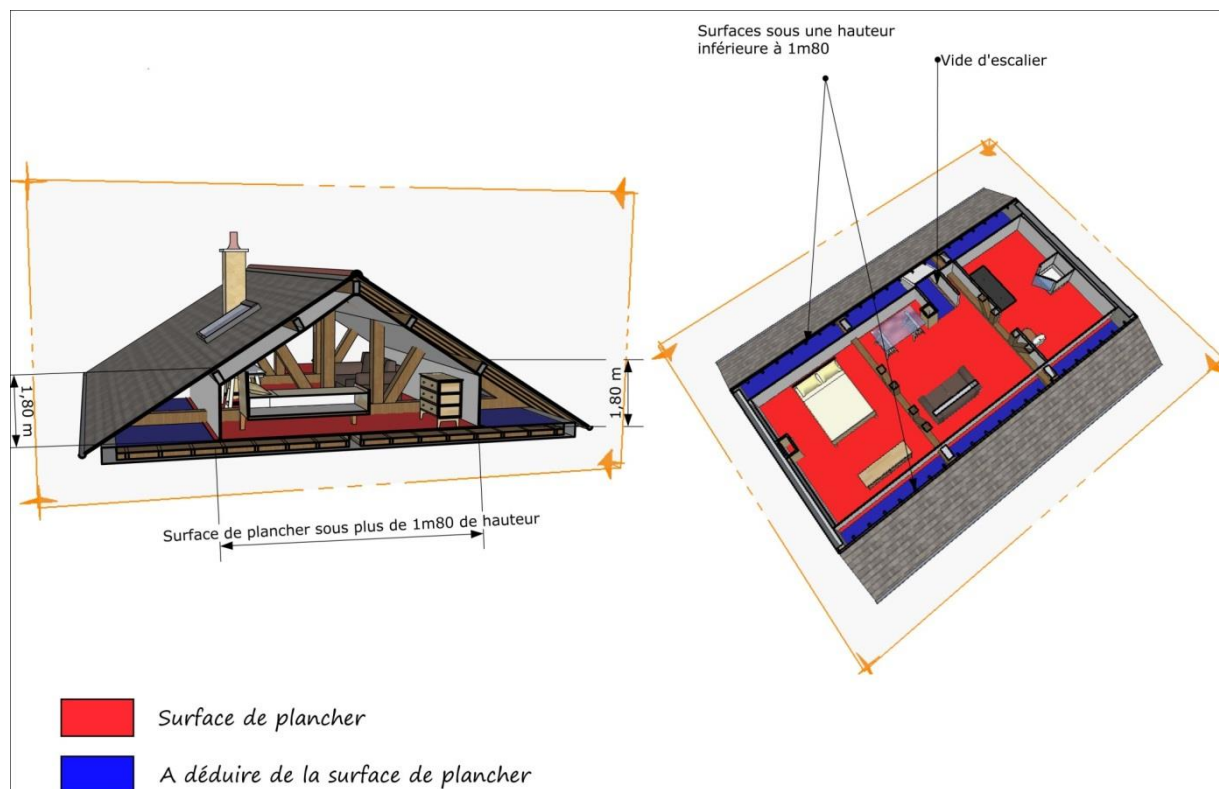 Surfaces sous une hauteur
inférieure à 1m80
Vide d'escalier
1,80 m
1,80 m
Surface de plancher sous plus de 1m80 de hauteur
Surface de plancher
A déduire de la surface de plancher